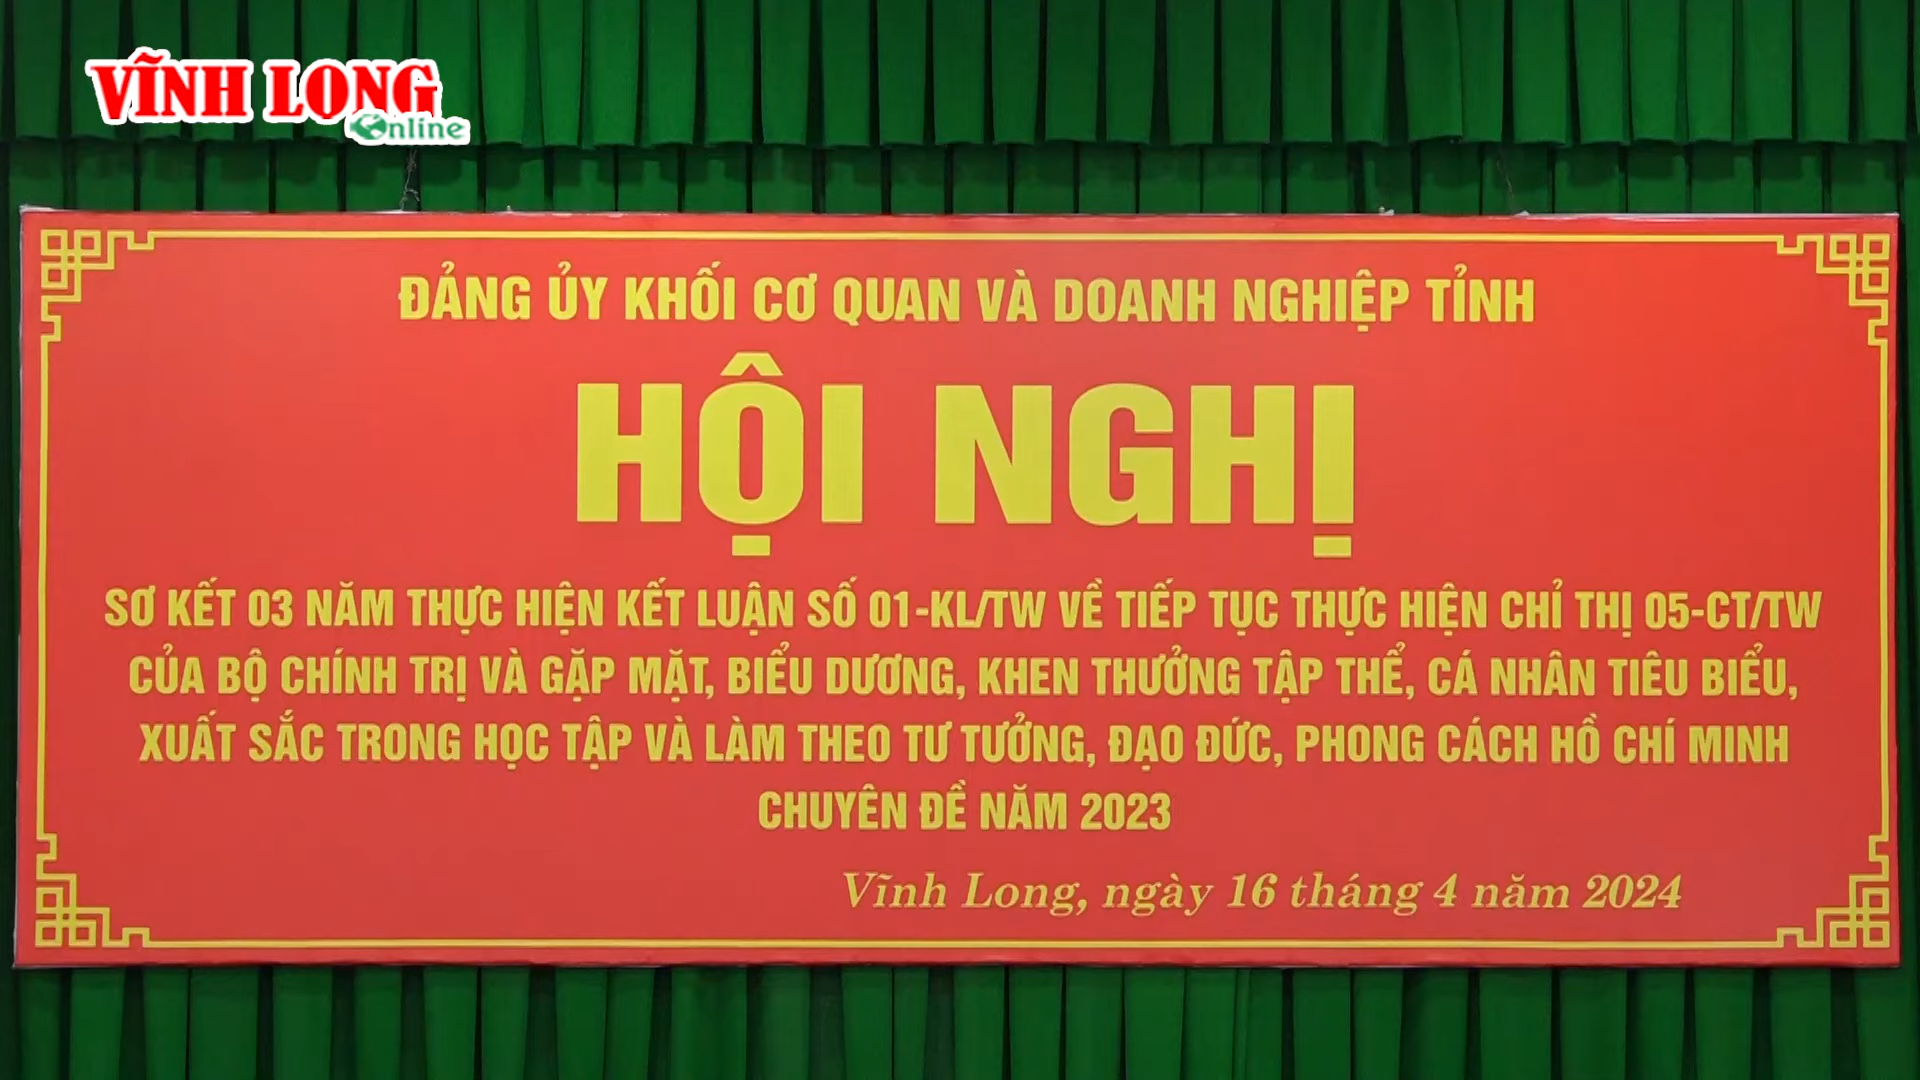 VĨNH LONG
Online
ĐẢNG ỦY KHỐI CƠ QUAN VÀ DOANH NGHIỆP TỈNH
HỘI NGHỊ
SƠ KẾT 03 NĂM THỰC HIỆN KẾT LUẬN SỐ 01-KL/TW VỀ TIẾP TỤC THỰC HIỆN CHỈ THỊ 05-CT/TW
CỦA BỘ CHÍNH TRỊ VÀ GẶP MẶT, BIỂU DƯƠNG, KHEN THƯỞNG TẬP THỂ, CÁ NHÂN TIÊU BIỂU,
XUẤT SẮC TRONG HỌC TẬP VÀ LÀM THEO TƯ TƯỞNG, ĐẠO ĐỨC, PHONG CÁCH HỒ CHÍ MINH
CHUYÊN ĐỀ NĂM 2023
Vĩnh Long, ngày 16 tháng 4 năm 2024